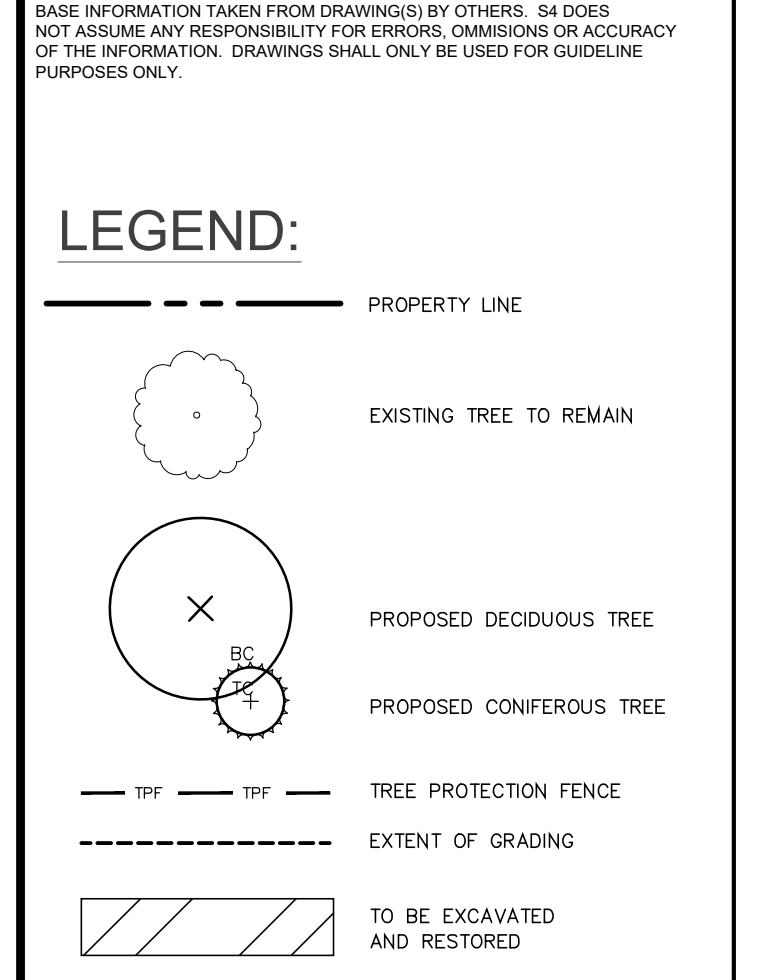 BASE INFORMATION TAKEN FROM DRAWING(S) BY OTHERS. S4 DOES
NOT ASSUME ANY RESPONSIBILITY FOR ERRORS, OMMISIONS OR ACCURACY
OF THE INFORMATION. DRAWINGS SHALL ONLY BE USED FOR GUIDELINE
PURPOSES ONLY.
LEGEND:
PROPERTY LINE
EXISTING TREE TO REMAIN
PROPOSED DECIDUOUS TREE
BC
TC
PROPOSED CONIFEROUS TREE
TPF TPF TREE PROTECTION FENCE
EXTENT OF GRADING
TO BE EXCAVATED
AND RESTORED